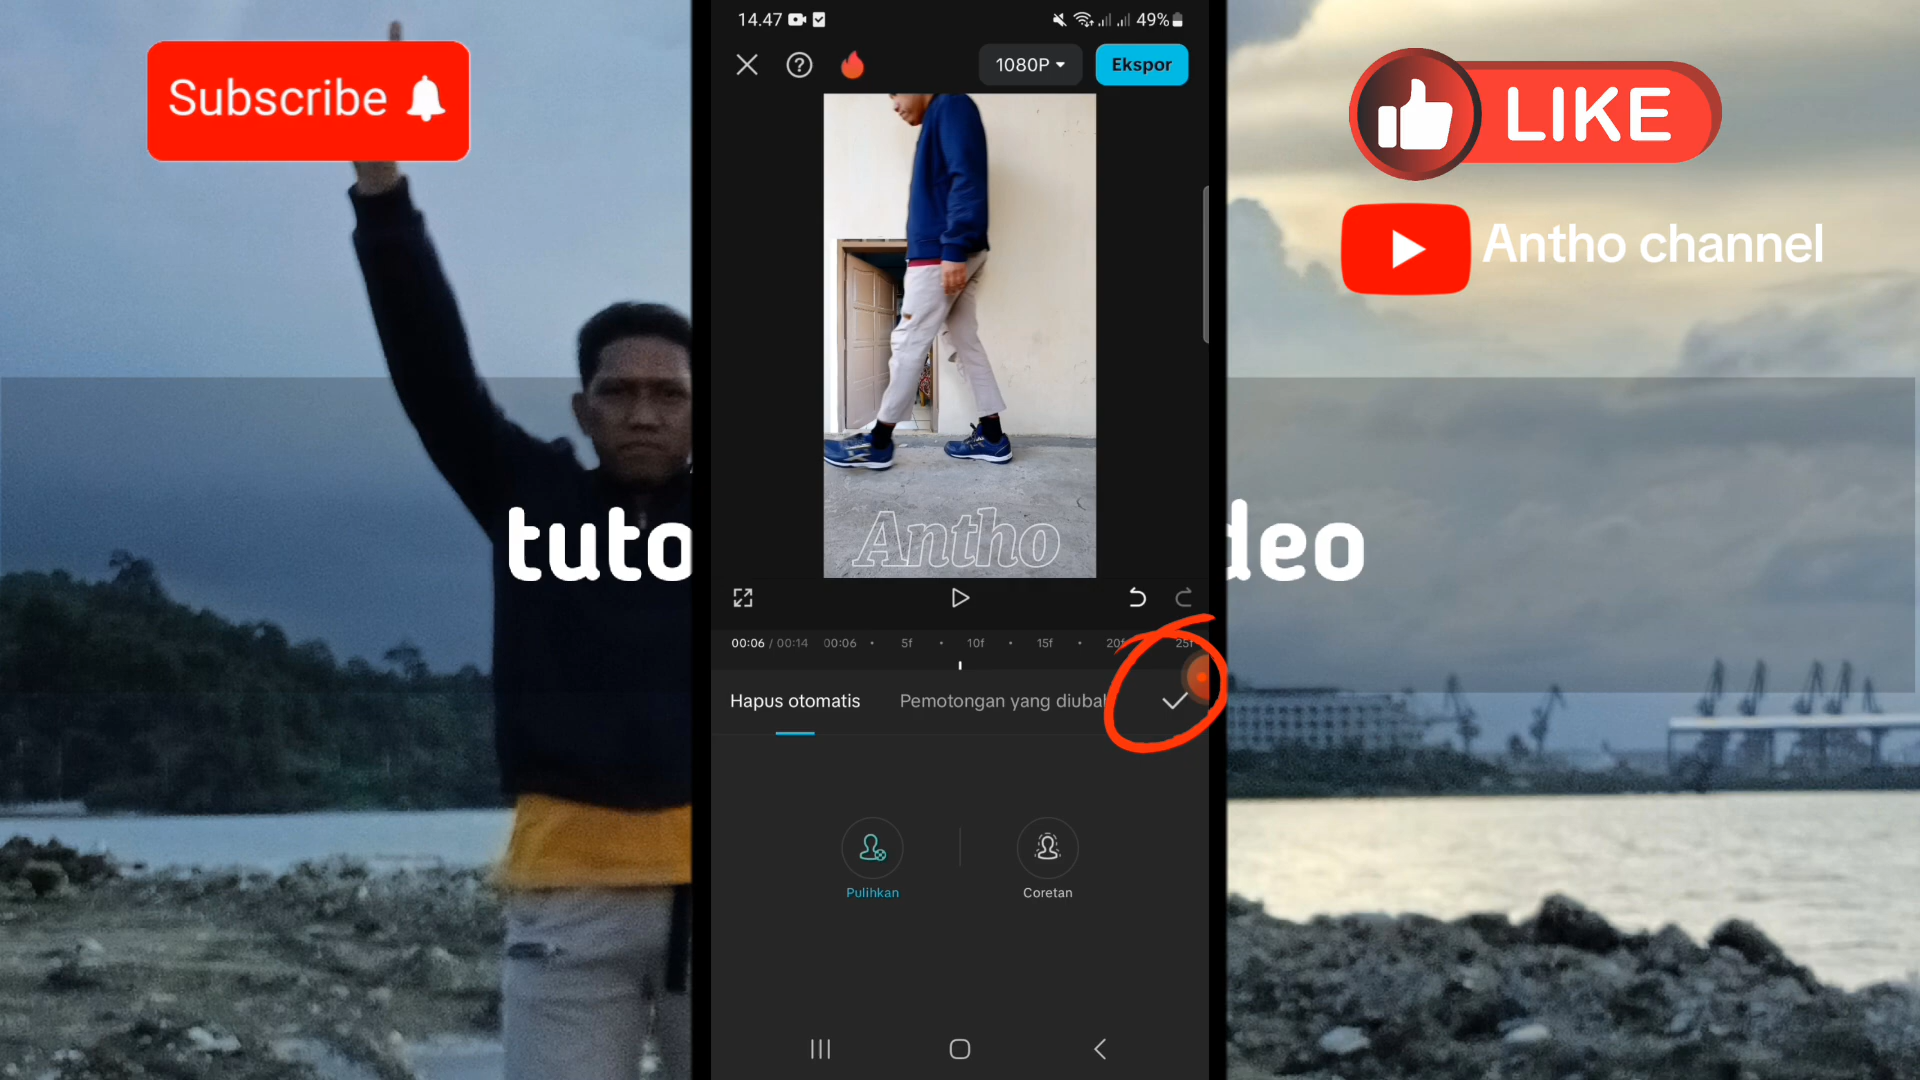 Subscribe
LIKE
Antho channel
14.47
49%
1080P
Ekspor
Antho
tuto
deo
00:06 / 00:14
00:06
5f
10f
15f
20f
25f
Hapus otomatis
Pemotongan yang diubah
Pulihkan
Coretan